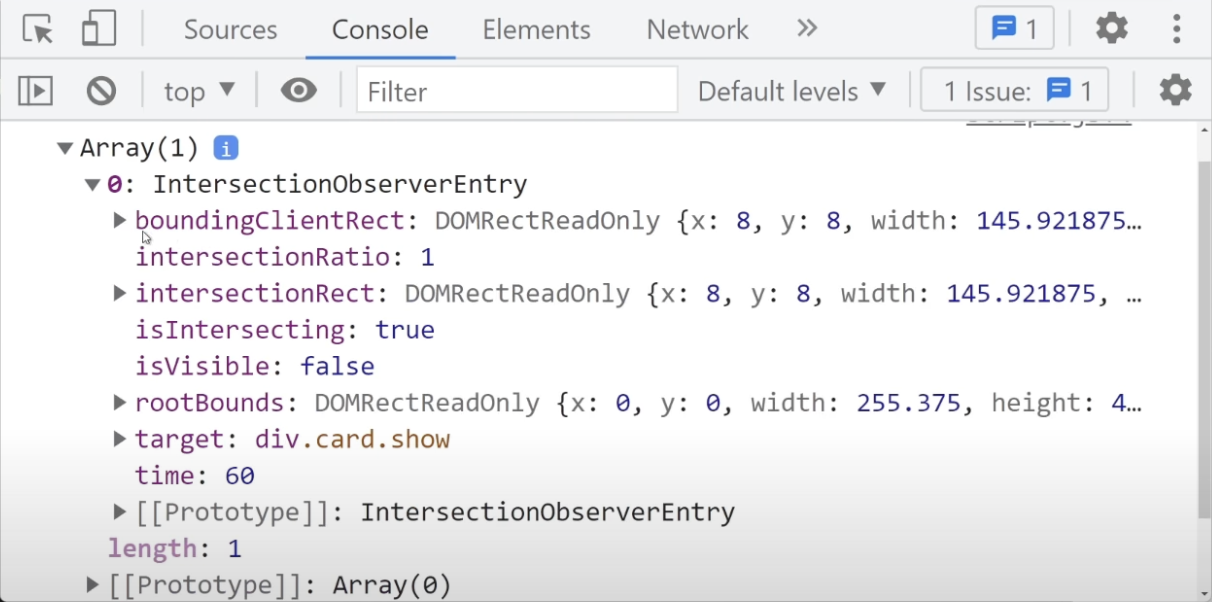 Sources Console Elements Network 1
top Filter Default levels 1 Issue: 1
Array(1) i
0: IntersectionObserverEntry
boundingClientRect: DOMRectReadOnly {x: 8, y: 8, width: 145.921875…
intersectionRatio: 1
intersectionRect: DOMRectReadOnly {x: 8, y: 8, width: 145.921875, …
isIntersecting: true
isVisible: false
rootBounds: DOMRectReadOnly {x: 0, y: 0, width: 255.375, height: 4…
target: div.card.show
time: 60
[[Prototype]]: IntersectionObserverEntry
length: 1
[[Prototype]]: Array(0)